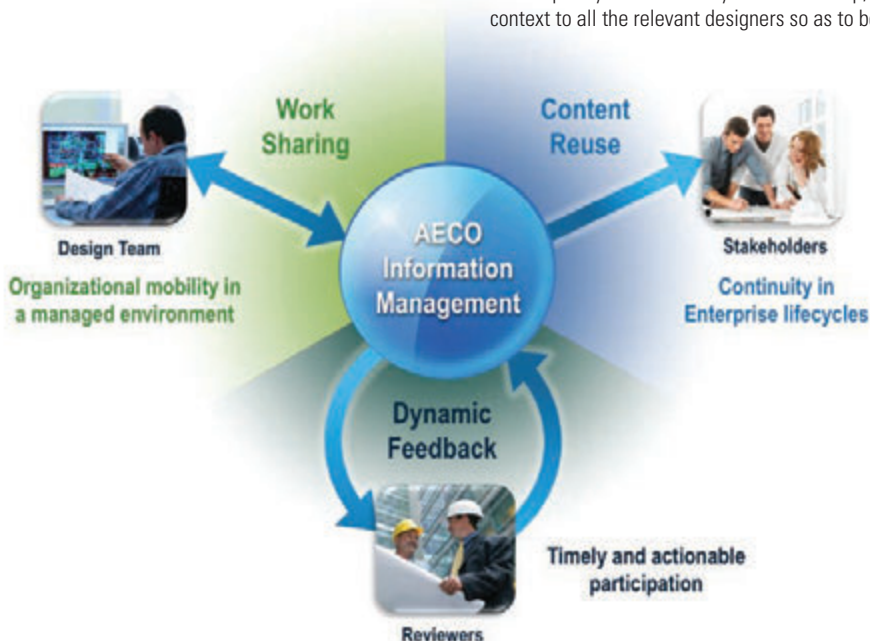 context to all the relevant designers so as to be
Work
Sharing
Content
Reuse
AECO
Information
Management
Design Team
Organizational mobility in
a managed environment
Stakeholders
Continuity in
Enterprise lifecycles
Dynamic
Feedback
Timely and actionable
participation
Reviewers